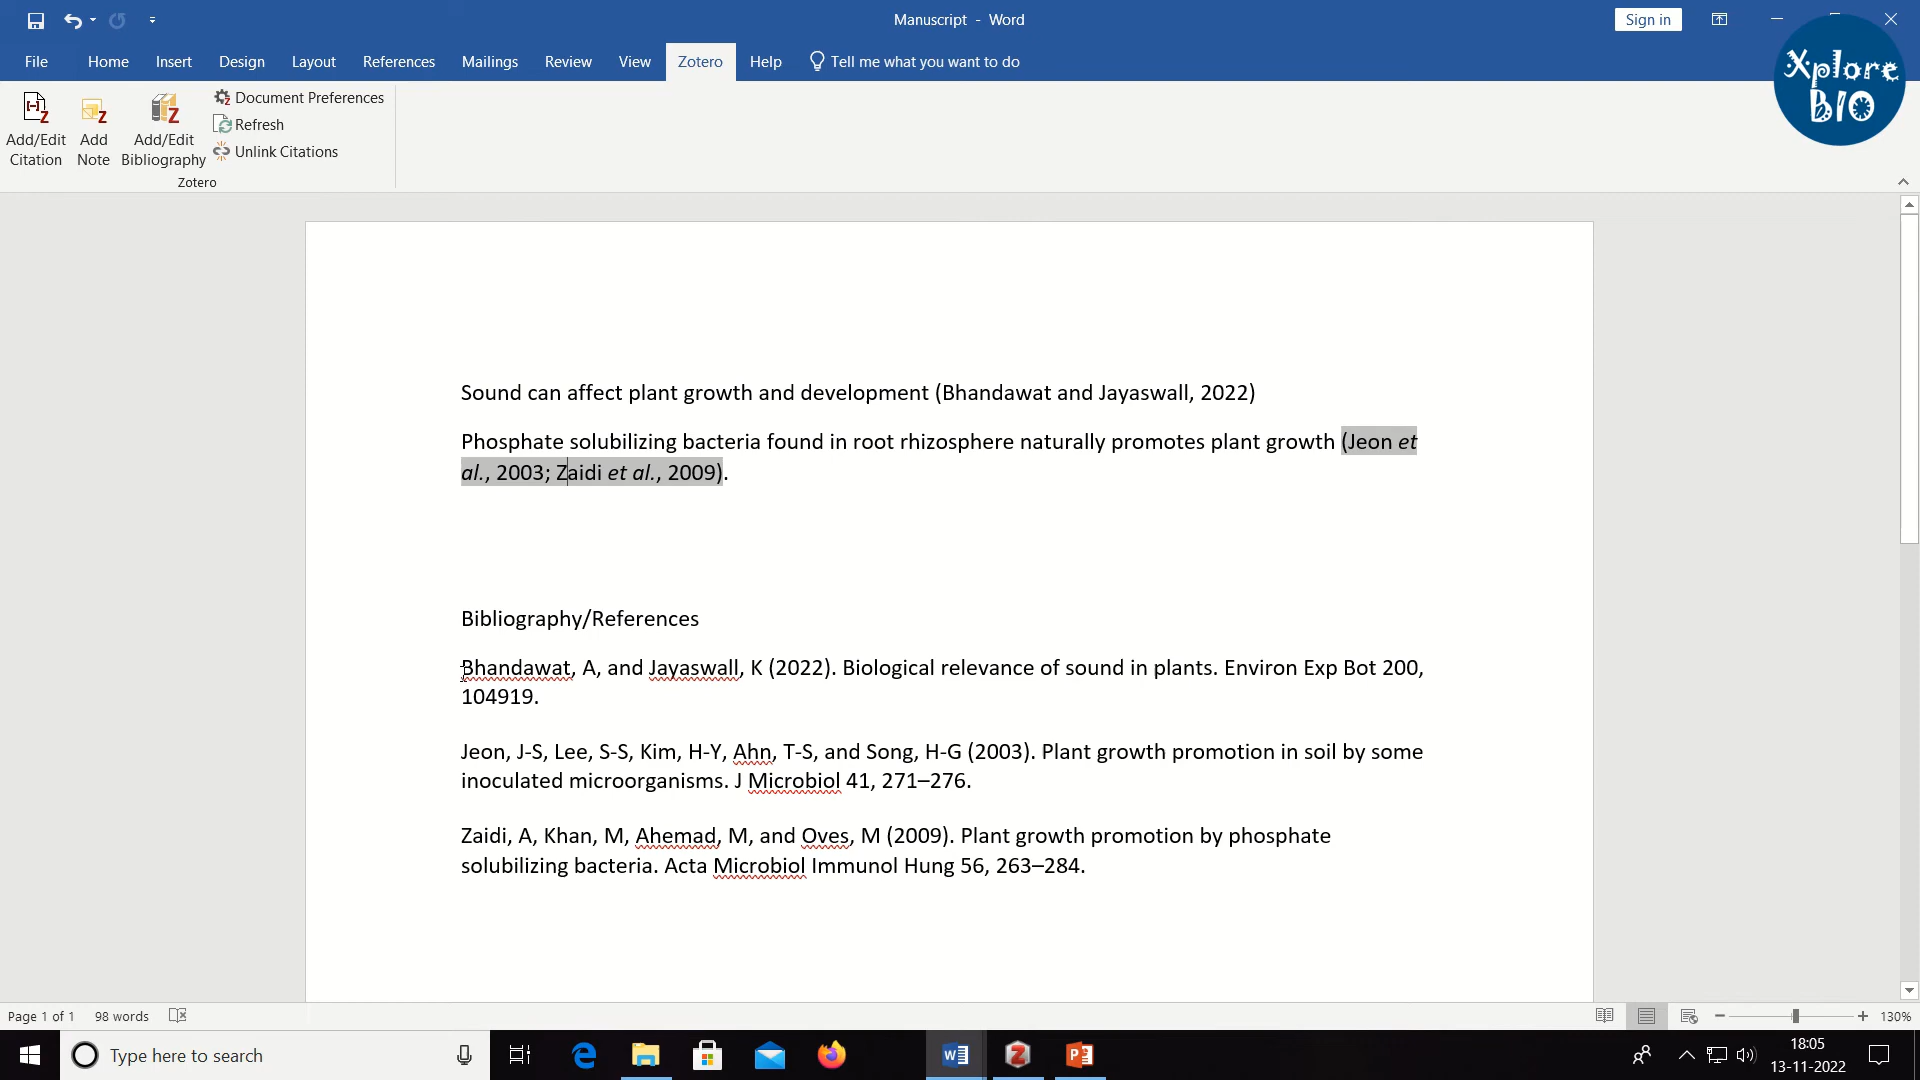 Manuscript - Word
Sign in
File Home Insert Design Layout References Mailings Review View Zotero Help Tell me what you want to do
Xplore
BIO
Add/Edit
Citation
Add
Note
Add/Edit
Bibliography
Document Preferences
Refresh
Unlink Citations
Zotero
Sound can affect plant growth and development (Bhandawat and Jayaswall, 2022)
Phosphate solubilizing bacteria found in root rhizosphere naturally promotes plant growth (Jeon et
al., 2003; Zaidi et al., 2009).
Bibliography/References
Bhandawat, A, and Jayaswall, K (2022). Biological relevance of sound in plants. Environ Exp Bot 200,
104919.
Jeon, J-S, Lee, S-S, Kim, H-Y, Ahn, T-S, and Song, H-G (2003). Plant growth promotion in soil by some
inoculated microorganisms. J Microbiol 41, 271–276.
Zaidi, A, Khan, M, Ahemad, M, and Oves, M (2009). Plant growth promotion by phosphate
solubilizing bacteria. Acta Microbiol Immunol Hung 56, 263–284.
Page 1 of 1 98 words 130%
Type here to search
18:05
13-11-2022